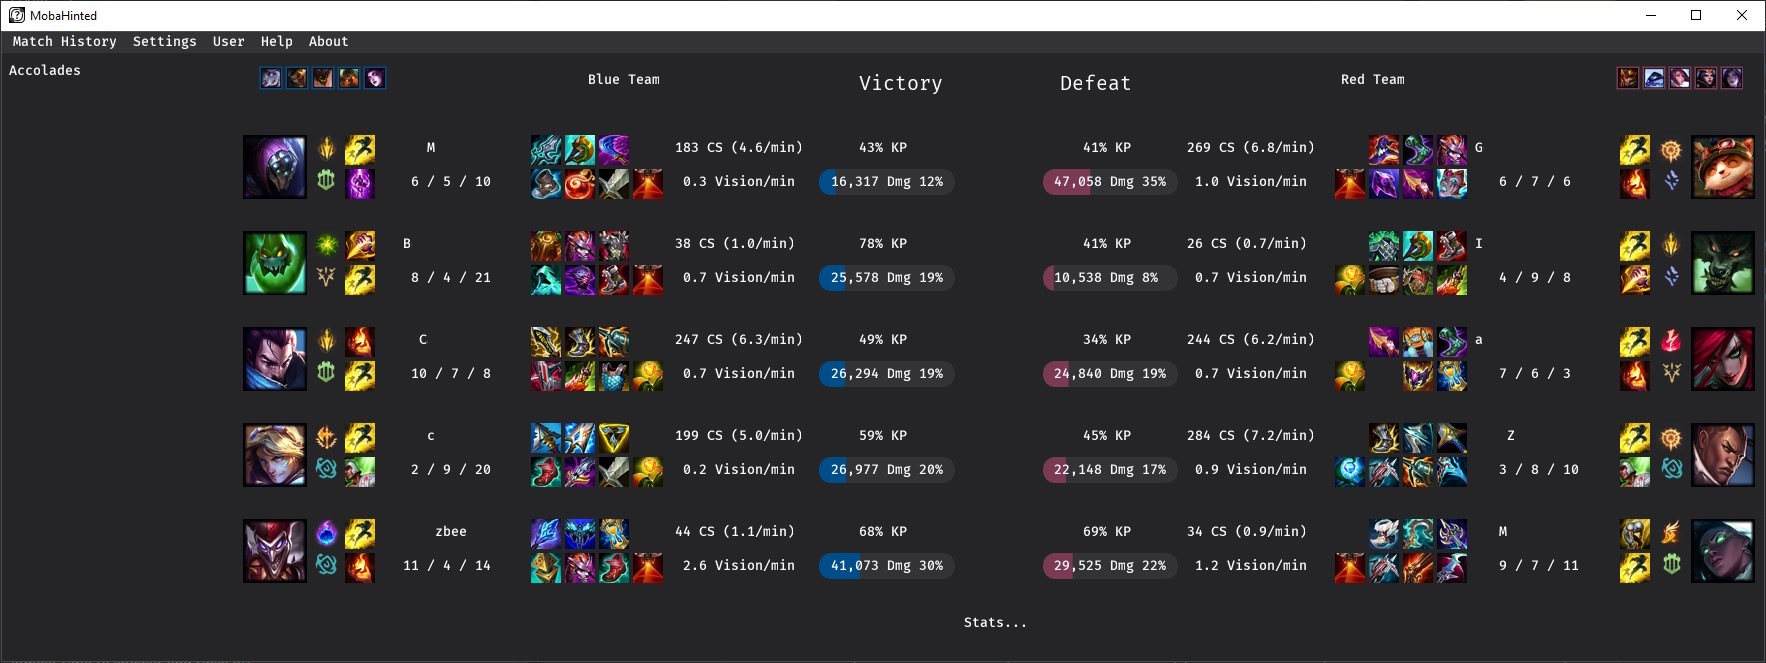 MobaHinted
Match History Settings User Help About
Accolades
Blue Team Victory Defeat Red Team
M 183 CS (4.6/min) 43% KP 41% KP 269 CS (6.8/min) G
6 / 5 / 10 0.3 Vision/min 16,317 Dmg 12% 47,058 Dmg 35% 1.0 Vision/min 6 / 7 / 6
B 38 CS (1.0/min) 78% KP 41% KP 26 CS (0.7/min) I
8 / 4 / 21 0.7 Vision/min 25,578 Dmg 19% 10,538 Dmg 8% 0.7 Vision/min 4 / 9 / 8
C 247 CS (6.3/min) 49% KP 34% KP 244 CS (6.2/min) a
10 / 7 / 8 0.7 Vision/min 26,294 Dmg 19% 24,840 Dmg 19% 0.7 Vision/min 7 / 6 / 3
c 199 CS (5.0/min) 59% KP 45% KP 284 CS (7.2/min) Z
2 / 9 / 20 0.2 Vision/min 26,977 Dmg 20% 22,148 Dmg 17% 0.9 Vision/min 3 / 8 / 10
zbee 44 CS (1.1/min) 68% KP 69% KP 34 CS (0.9/min) M
11 / 4 / 14 2.6 Vision/min 41,073 Dmg 30% 29,525 Dmg 22% 1.2 Vision/min 9 / 7 / 11
Stats...